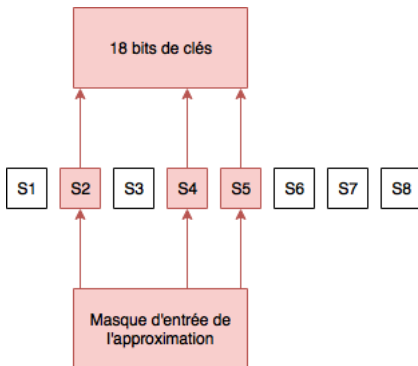 18 bits de clés
S1 S2 S3 S4 S5 S6 S7 S8
Masque d'entrée de
l'approximation